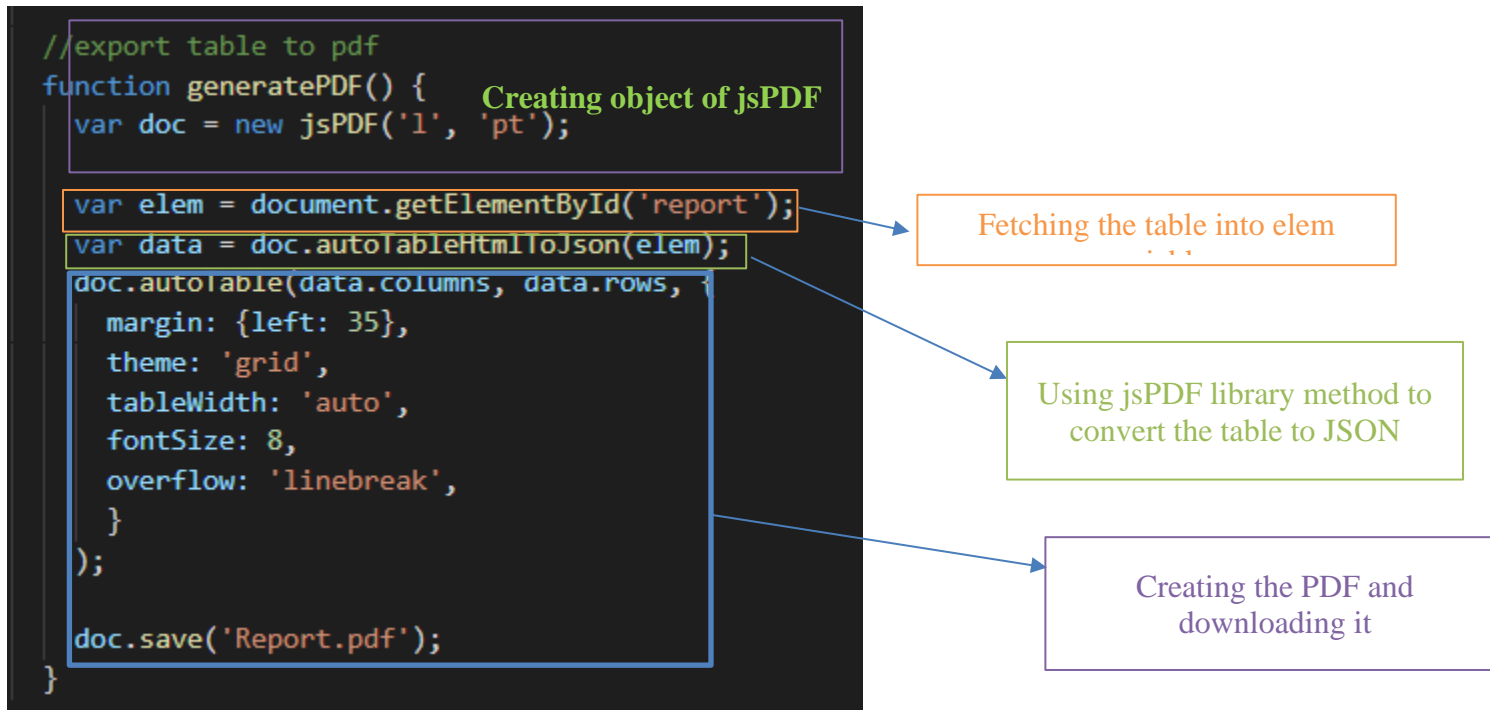 //export table to pdf
function generatePDF() {
Creating object of jsPDF
var doc = new jsPDF('l', 'pt');
var elem = document.getElementById('report');
Fetching the table into elem
var data = doc.autoTableHtmlToJson(elem);
doc.autoTable(data.columns, data.rows, {
margin: {left: 35},
theme: 'grid',
tableWidth: 'auto',
fontSize: 8,
overflow: 'linebreak',
}
);
Using jsPDF library method to
convert the table to JSON
Creating the PDF and
downloading it
doc.save('Report.pdf');
}